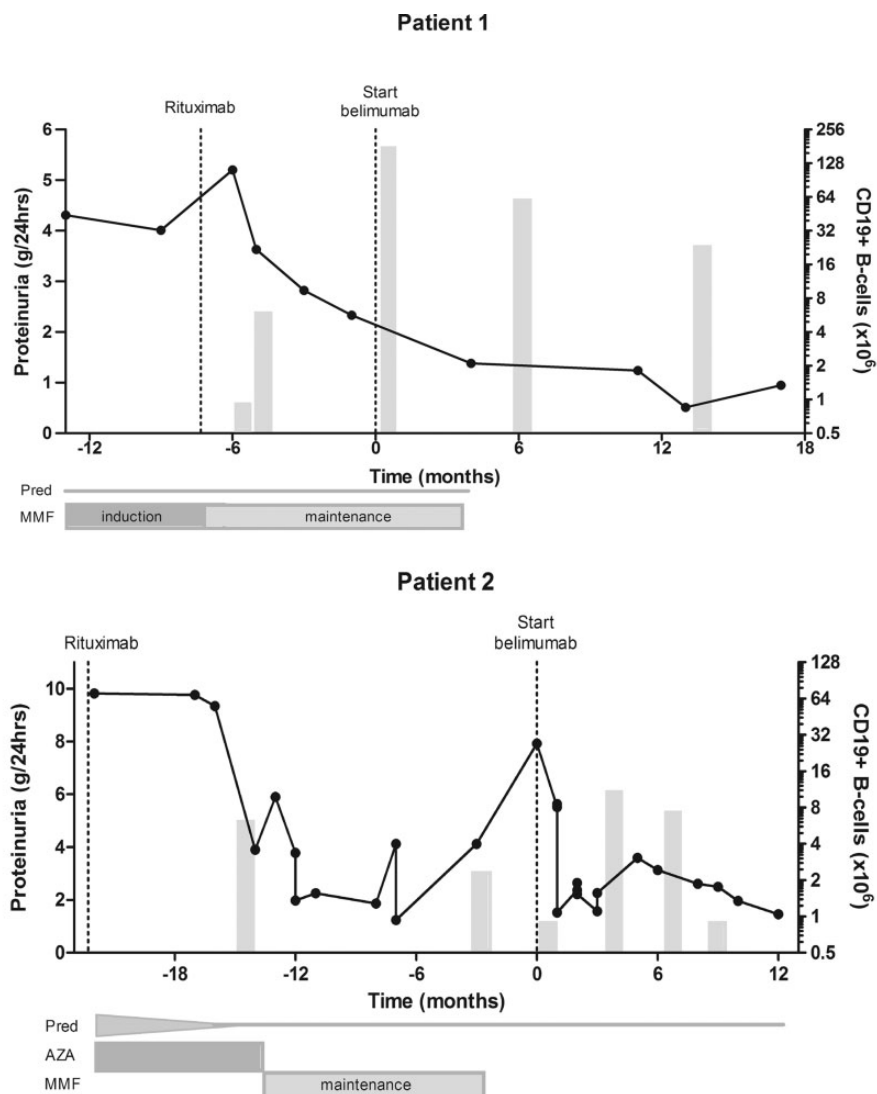 Patient 1
Rituximab
Start
belimumab
Proteinuria (g/24hrs)
6
5
4
3
2
1
0
CD19+ B-cells (x10⁶)
256
128
64
32
16
8
4
2
1
0.5
-12 -6 0 6 12 18
Time (months)
Pred
MMF induction maintenance
Patient 2
Rituximab
Start
belimumab
Proteinuria (g/24hrs)
10
8
6
4
2
0
CD19+ B-cells (x10⁶)
128
64
32
16
8
4
2
1
0.5
-18 -12 -6 0 6 12
Time (months)
Pred
AZA
MMF maintenance